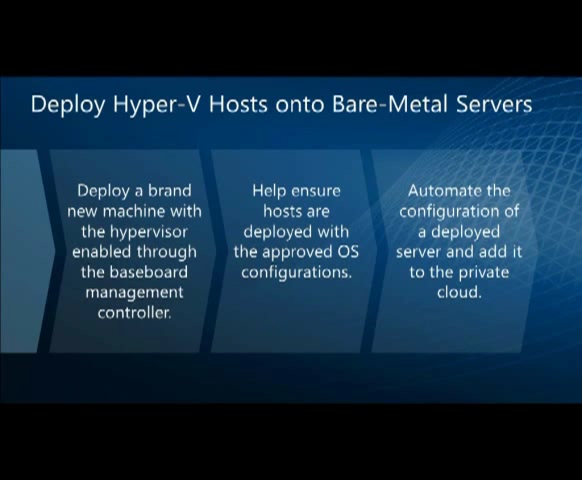 Deploy Hyper-V Hosts onto Bare-Metal Servers
Deploy a brand
new machine with
the hypervisor
enabled through
the baseboard
management
controller.
Help ensure
hosts are
deployed with
the approved OS
configurations.
Automate the
configuration of
a deployed
server and add it
to the private
cloud.